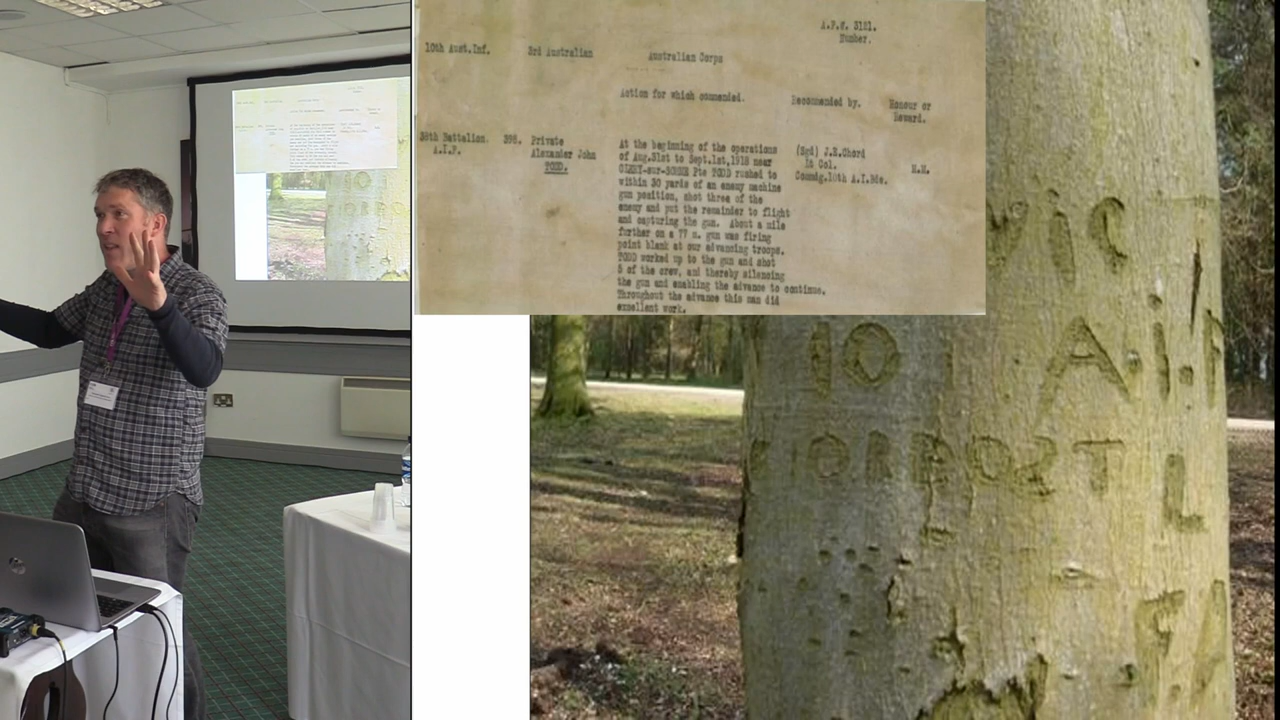 A.F.W. 3121.
Number.
10th Aust.Inf. 3rd Australian Australian Corps
Action for which commended. Recommended by. Honour or
Reward.
39th Battalion. 398. Private At the beginning of the operations (Sgd)
A.I.F. Alexander John of Aug.31st to Sept.1st,1918 near Lt Col.
TODD. CLERY-sur-SOMME Pte TODD rushed to Commdg.10th A.I.Bde. M.M.
within 30 yards of an enemy machine
gun position, shot three of the
enemy and put the remainder to flight
and capturing the gun. About a mile
further on a 77 m. gun was firing
point blank at our advancing troops.
TODD worked up to the gun and shot
5 of the crew, and thereby silencing
the gun and enabling the advance to continue.
Throughout the advance this man did
excellent work.
VIC
10 A.I.F
ORBOST